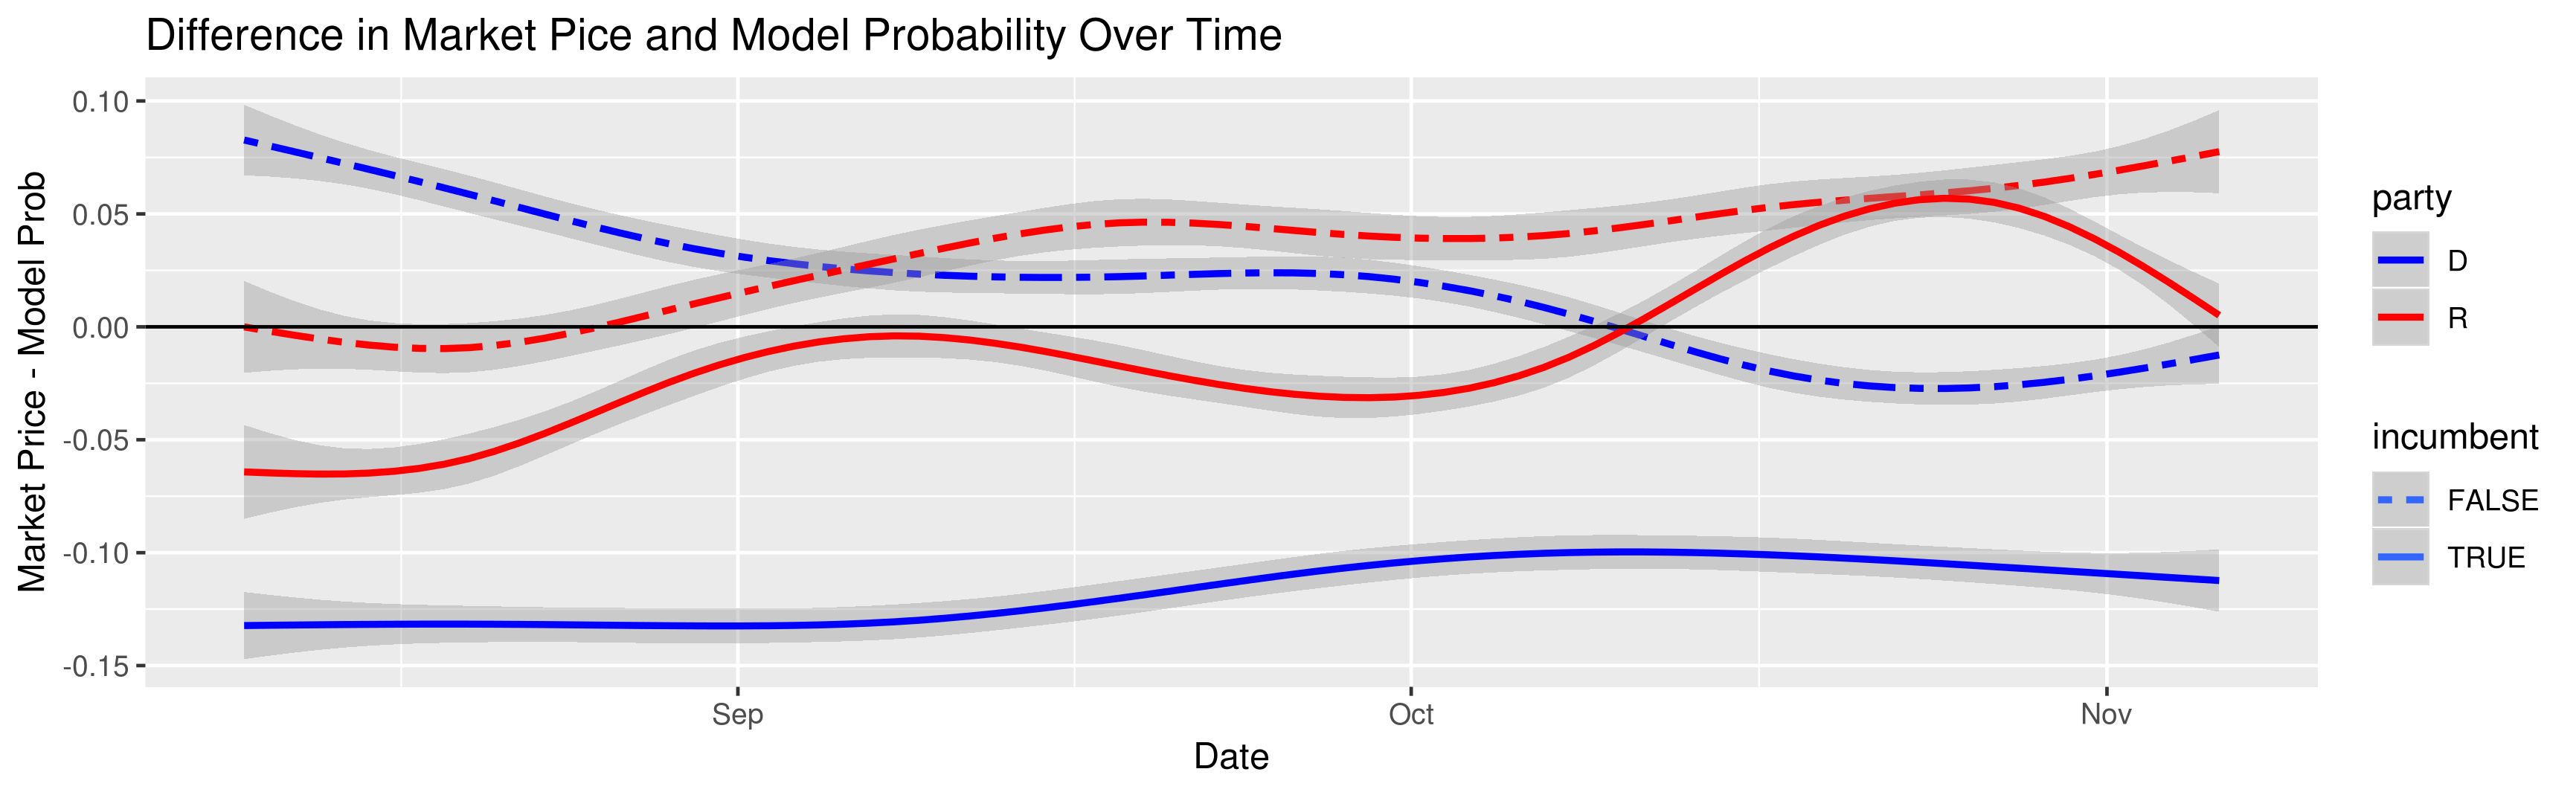 Difference in Market Pice and Model Probability Over Time
Market Price - Model Prob
0.10
0.05
0.00
-0.05
-0.10
-0.15
Sep
Oct
Nov
Date
party
D
R
incumbent
FALSE
TRUE